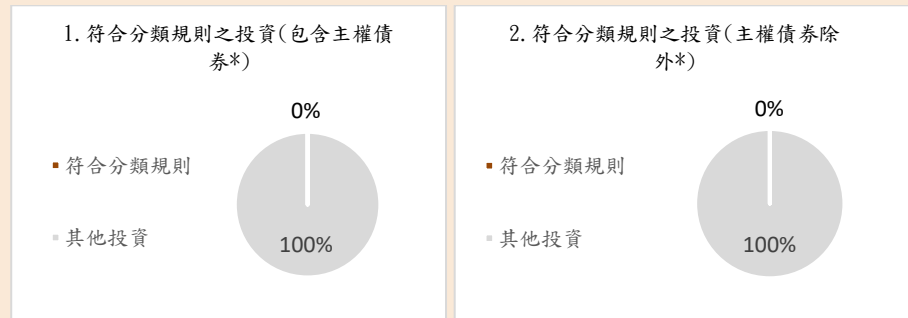 1.符合分類規則之投資(包含主權債
券*)
0%
符合分類規則
其他投資
100%
2.符合分類規則之投資(主權債券除
外*)
0%
符合分類規則
其他投資
100%